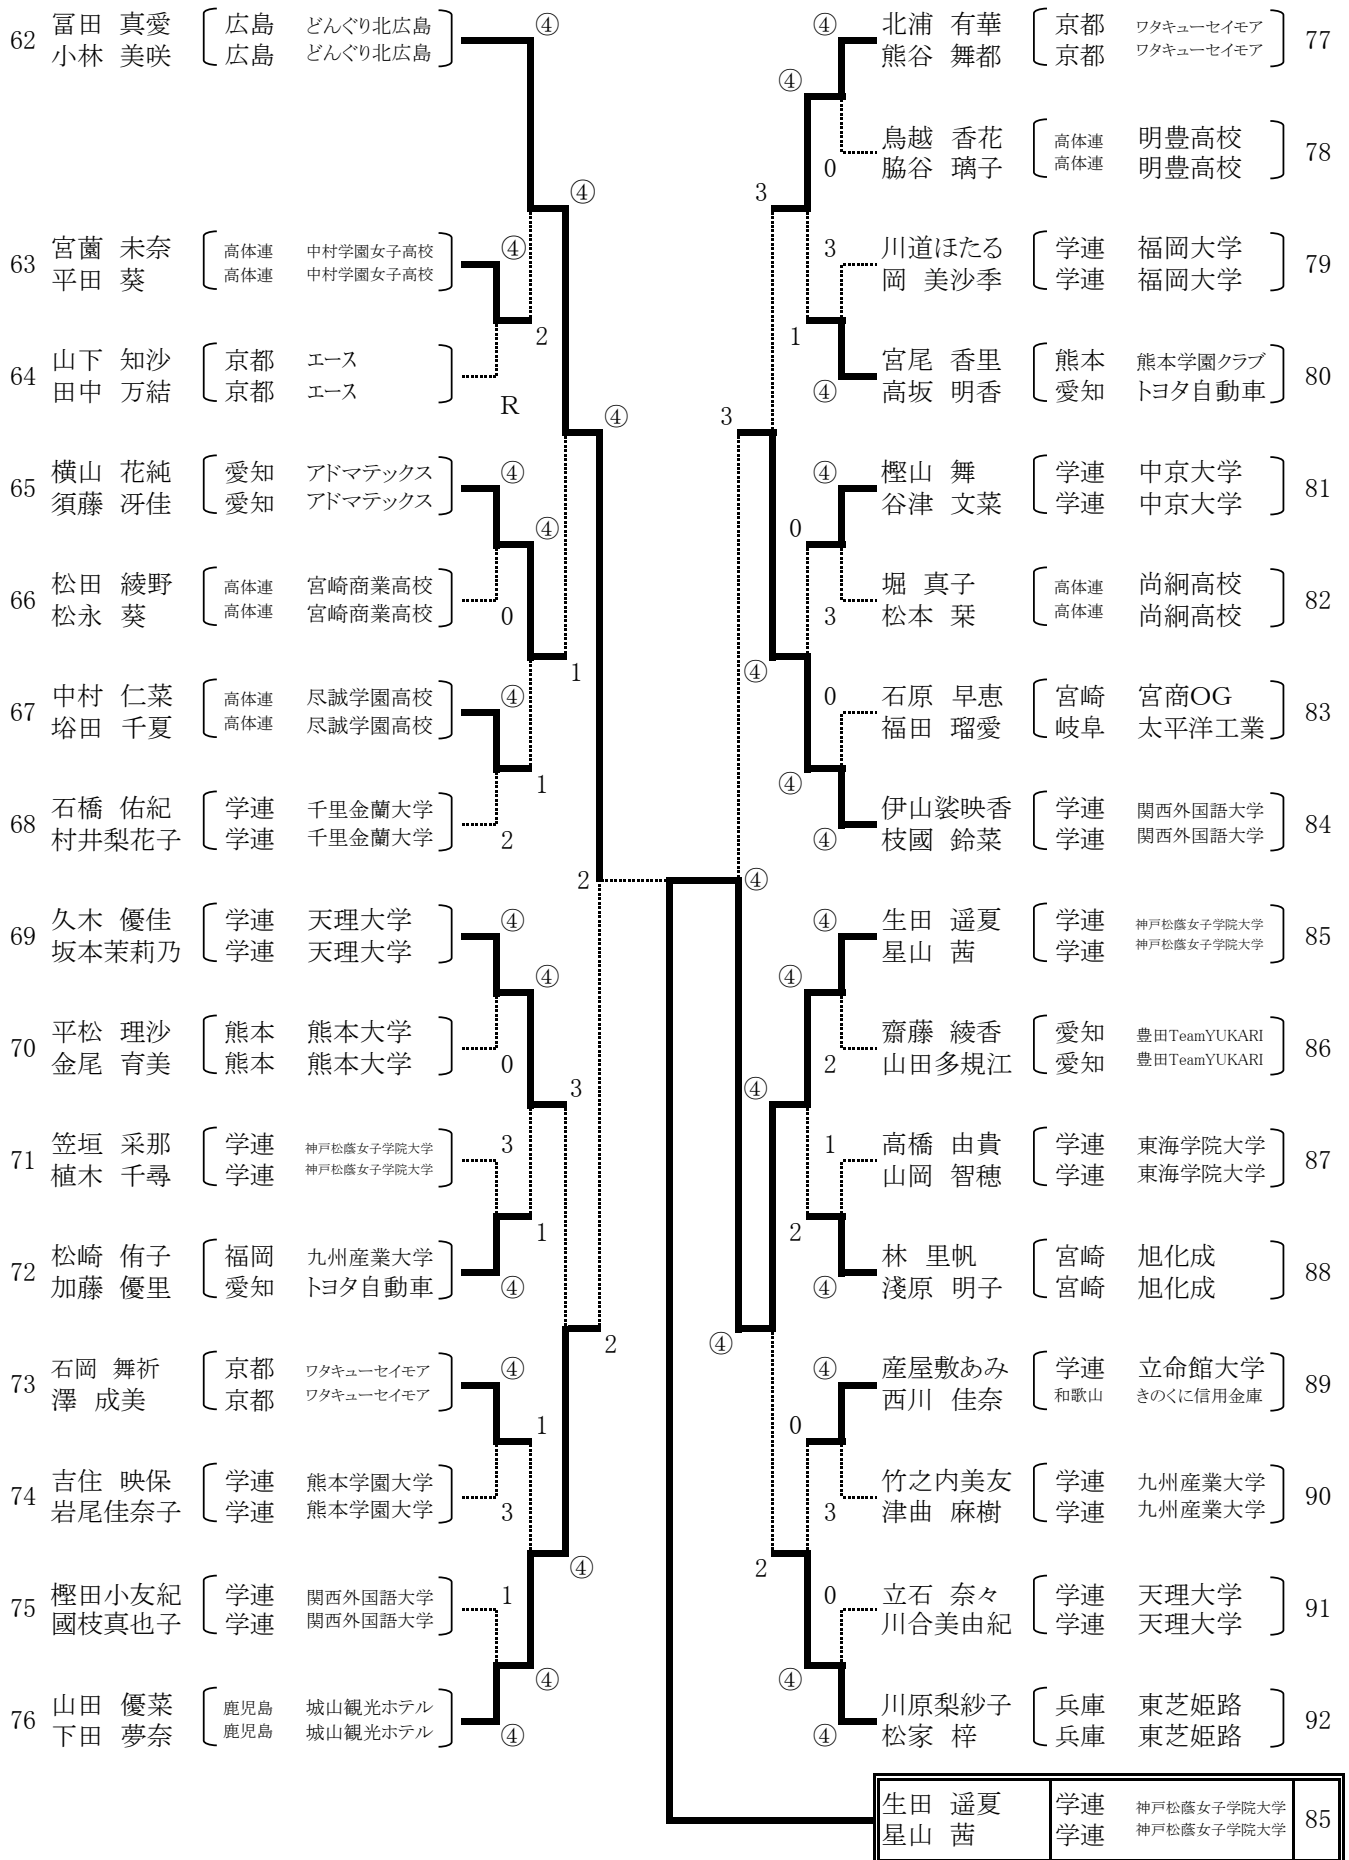 62 冨田 真愛 広島 どんぐり北広島
小林 美咲 広島 どんぐり北広島
④
④
63 宮薗 未奈 高体連 中村学園女子高校
平田 葵 高体連 中村学園女子高校
④
2
64 山下 知沙 京都 エース
田中 万結 京都 エース
R
④
65 横山 花純 愛知 アドマテックス
須藤 冴佳 愛知 アドマテックス
④
④
66 松田 綾野 高体連 宮崎商業高校
松永 葵 高体連 宮崎商業高校
0
1
67 中村 仁菜 高体連 尽誠学園高校
塔田 千夏 高体連 尽誠学園高校
④
1
68 石橋 佑紀 学連 千里金蘭大学
村井梨花子 学連 千里金蘭大学
2
2
69 久木 優佳 学連 天理大学
坂本茉莉乃 学連 天理大学
④
④
70 平松 理沙 熊本 熊本大学
金尾 育美 熊本 熊本大学
0
3
71 笠垣 采那 学連 神戸松蔭女子学院大学
植木 千尋 学連 神戸松蔭女子学院大学
3
1
72 松崎 侑子 福岡 九州産業大学
加藤 優里 愛知 トヨタ自動車
④
2
73 石岡 舞祈 京都 ワタキューセイモア
澤 成美 京都 ワタキューセイモア
④
1
74 吉住 映保 学連 熊本学園大学
岩尾佳奈子 学連 熊本学園大学
3
④
75 樫田小友紀 学連 関西外国語大学
國枝真也子 学連 関西外国語大学
1
④
76 山田 優菜 鹿児島 城山観光ホテル
下田 夢奈 鹿児島 城山観光ホテル
④
④
北浦 有華 京都 ワタキューセイモア 77
熊谷 舞都 京都 ワタキューセイモア
④
0
鳥越 香花 高体連 明豊高校 78
脇谷 璃子 高体連 明豊高校
3
3
川道ほたる 学連 福岡大学 79
岡 美沙季 学連 福岡大学
1
④
宮尾 香里 熊本 熊本学園クラブ 80
高坂 明香 愛知 トヨタ自動車
3
④
樫山 舞 学連 中京大学 81
谷津 文菜 学連 中京大学
0
3
堀 真子 高体連 尚絅高校 82
松本 栞 高体連 尚絅高校
④
0
石原 早恵 宮崎 宮商OG 83
福田 瑠愛 岐阜 太平洋工業
④
④
伊山裟映香 学連 関西外国語大学 84
枝國 鈴菜 学連 関西外国語大学
④
④
生田 遥夏 学連 神戸松蔭女子学院大学 85
星山 茜 学連 神戸松蔭女子学院大学
④
2
齋藤 綾香 愛知 豊田TeamYUKARI 86
山田多規江 愛知 豊田TeamYUKARI
④
1
高橋 由貴 学連 東海学院大学 87
山岡 智穂 学連 東海学院大学
2
④
林 里帆 宮崎 旭化成 88
淺原 明子 宮崎 旭化成
④
④
産屋敷あみ 学連 立命館大学 89
西川 佳奈 和歌山 きのくに信用金庫
0
3
竹之内美友 学連 九州産業大学 90
津曲 麻樹 学連 九州産業大学
2
0
立石 奈々 学連 天理大学 91
川合美由紀 学連 天理大学
④
④
川原梨紗子 兵庫 東芝姫路 92
松家 梓 兵庫 東芝姫路
生田 遥夏 学連 神戸松蔭女子学院大学 85
星山 茜 学連 神戸松蔭女子学院大学